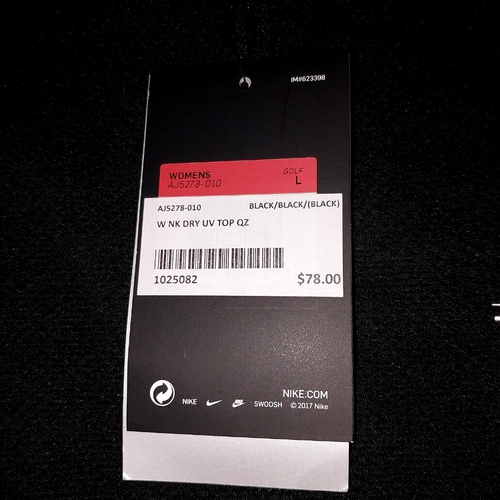 IM#623398
WOMENS GOLF
AJ5278-010 L
AJ5278-010 BLACK/BLACK/(BLACK)
W NK DRY UV TOP QZ
1025082 $78.00
NIKE.COM
NIKE SWOOSH © 2017 Nike